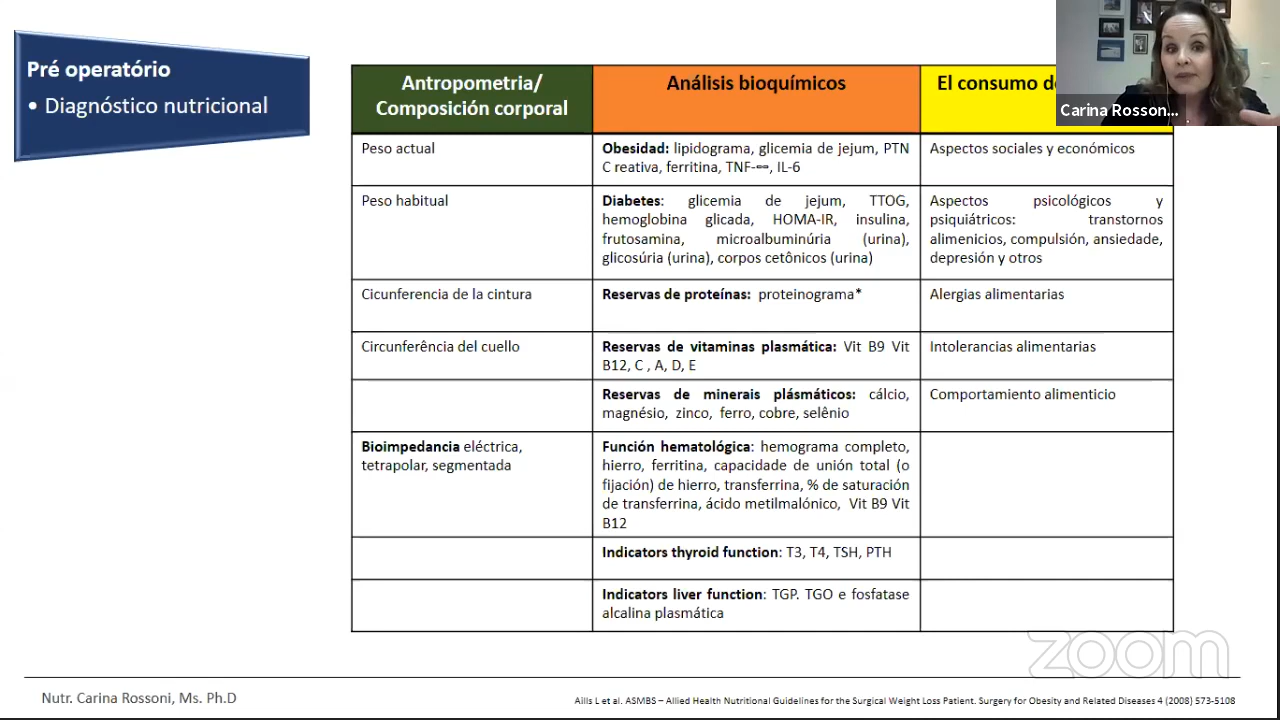 Pré operatório
• Diagnóstico nutricional
Antropometria/
Composición corporal
Análisis bioquímicos
El consumo
Carina Rosson...
Peso actual
Obesidad: lipidograma, glicemia de jejum, PTN
C reativa, ferritina, TNF-, IL-6
Aspectos sociales y económicos
Peso habitual
Diabetes: glicemia de jejum, TTOG,
hemoglobina glicada, HOMA-IR, insulina,
frutosamina, microalbuminúria (urina),
glicosúria (urina), corpos cetônicos (urina)
Aspectos psicológicos y
psiquiátricos: transtornos
alimenicios, compulsión, ansiedade,
depresión y otros
Cicunferencia de la cintura
Reservas de proteínas: proteinograma*
Alergias alimentarias
Circunferência del cuello
Reservas de vitaminas plasmática: Vit B9 Vit
B12, C , A, D, E
Intolerancias alimentarias
Reservas de minerais plásmáticos: cálcio,
magnésio, zinco, ferro, cobre, selênio
Comportamiento alimenticio
Bioimpedancia eléctrica,
tetrapolar, segmentada
Función hematológica: hemograma completo,
hierro, ferritina, capacidade de unión total (o
fijación) de hierro, transferrina, % de saturación
de transferrina, ácido metilmalónico, Vit B9 Vit
B12
Indicators thyroid function: T3, T4, TSH, PTH
Indicators liver function: TGP. TGO e fosfatase
alcalina plasmática
zoom
Nutr. Carina Rossoni, Ms. Ph.D
Aills L et al. ASMBS – Allied Health Nutritional Guidelines for the Surgical Weight Loss Patient. Surgery for Obesity and Related Diseases 4 (2008) 573-5108